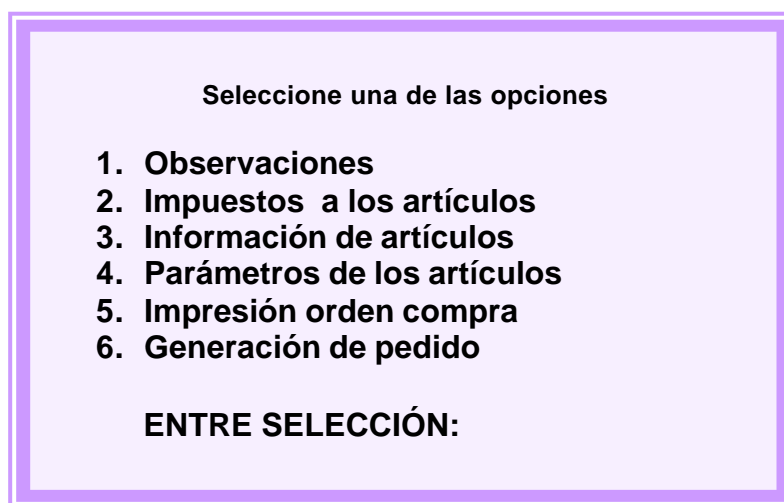 Seleccione una de las opciones
1. Observaciones
2. Impuestos a los artículos
3. Información de artículos
4. Parámetros de los artículos
5. Impresión orden compra
6. Generación de pedido
ENTRE SELECCIÓN: